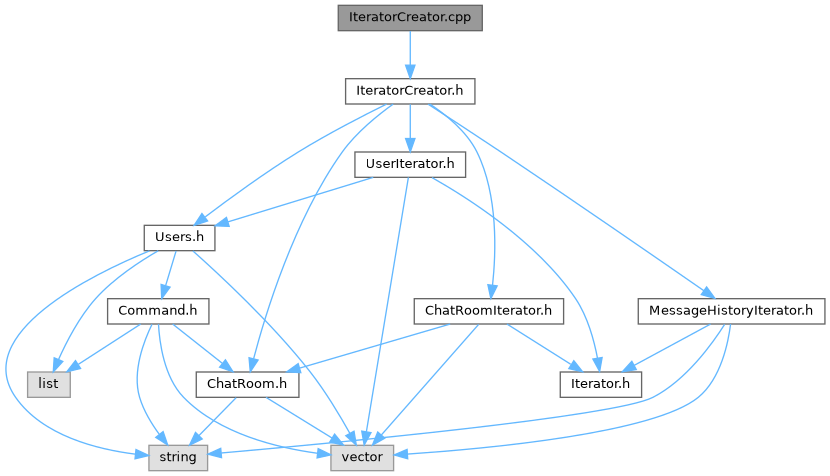 IteratorCreator.cpp
IteratorCreator.h
UserIterator.h
Users.h
Command.h
ChatRoomIterator.h
MessageHistoryIterator.h
list
ChatRoom.h
Iterator.h
string
vector